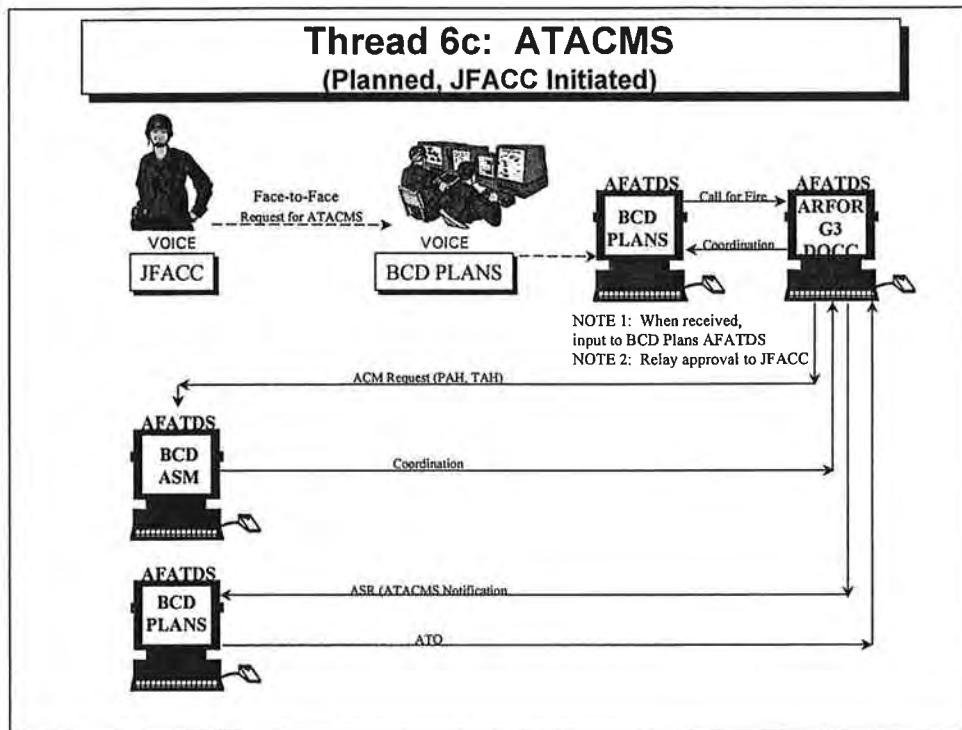 Thread 6c: ATACMS
(Planned, JFACC Initiated)
Face-to-Face
Request for ATACMS
VOICE
JFACC
VOICE
BCD PLANS
AFATDS
BCD
PLANS
Call for Fire
Coordination
AFATDS
ARFOR
G3
DOCC
NOTE 1: When received,
input to BCD Plans AFATDS
NOTE 2: Relay approval to JFACC
ACM Request (PAH, TAH)
AFATDS
BCD
ASM
Coordination
AFATDS
BCD
PLANS
ASR (ATACMS Notification
ATO